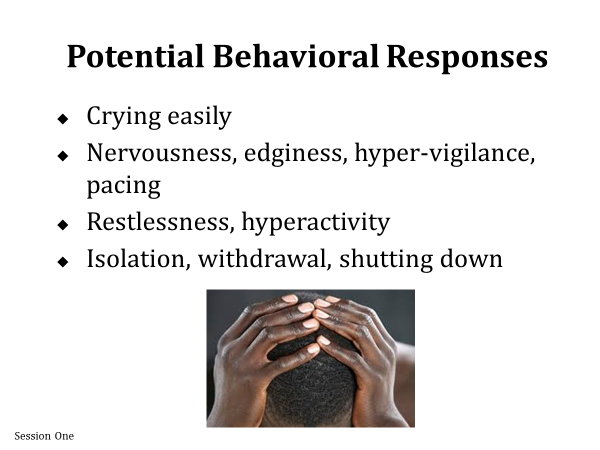 Potential Behavioral Responses
◆ Crying easily
◆ Nervousness, edginess, hyper-vigilance,
pacing
◆ Restlessness, hyperactivity
◆ Isolation, withdrawal, shutting down
Session One